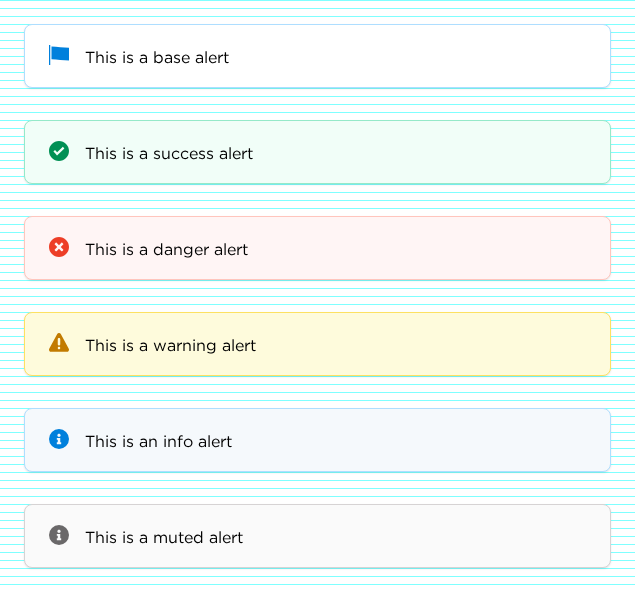 This is a base alert
This is a success alert
This is a danger alert
This is a warning alert
This is an info alert
This is a muted alert